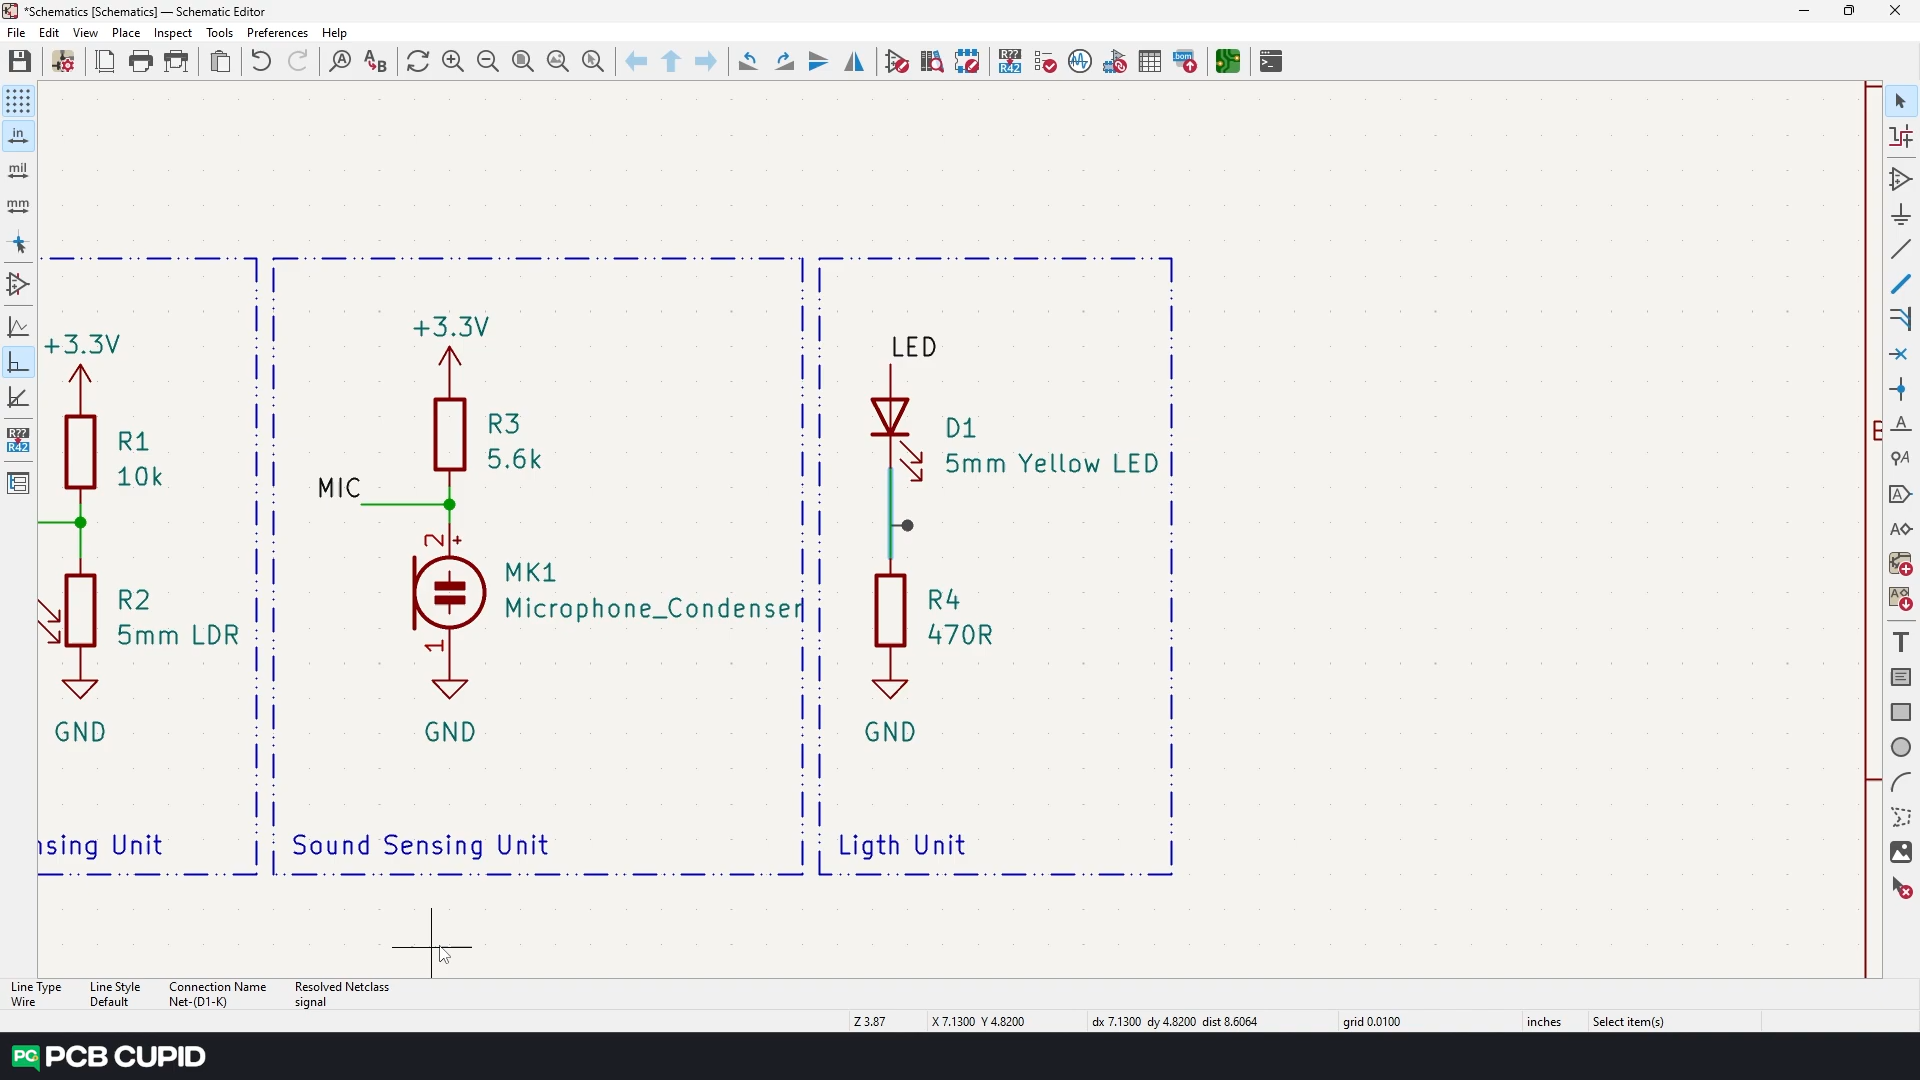 *Schematics [Schematics] — Schematic Editor
File Edit View Place Inspect Tools Preferences Help
in
mil
mm
R??
R42
R??
R42
bom
+3.3V
R1
10k
R2
5mm LDR
GND
nsing Unit
+3.3V
R3
5.6k
MIC
2
+
MK1
Microphone_Condenser
1
GND
Sound Sensing Unit
LED
D1
5mm Yellow LED
R4
470R
GND
Ligth Unit
Line Type Line Style Connection Name Resolved Netclass
Wire Default Net-(D1-K) signal
Z 3.87 X 7.1300 Y 4.8200 dx 7.1300 dy 4.8200 dist 8.6064 grid 0.0100 inches Select item(s)
PCB CUPID